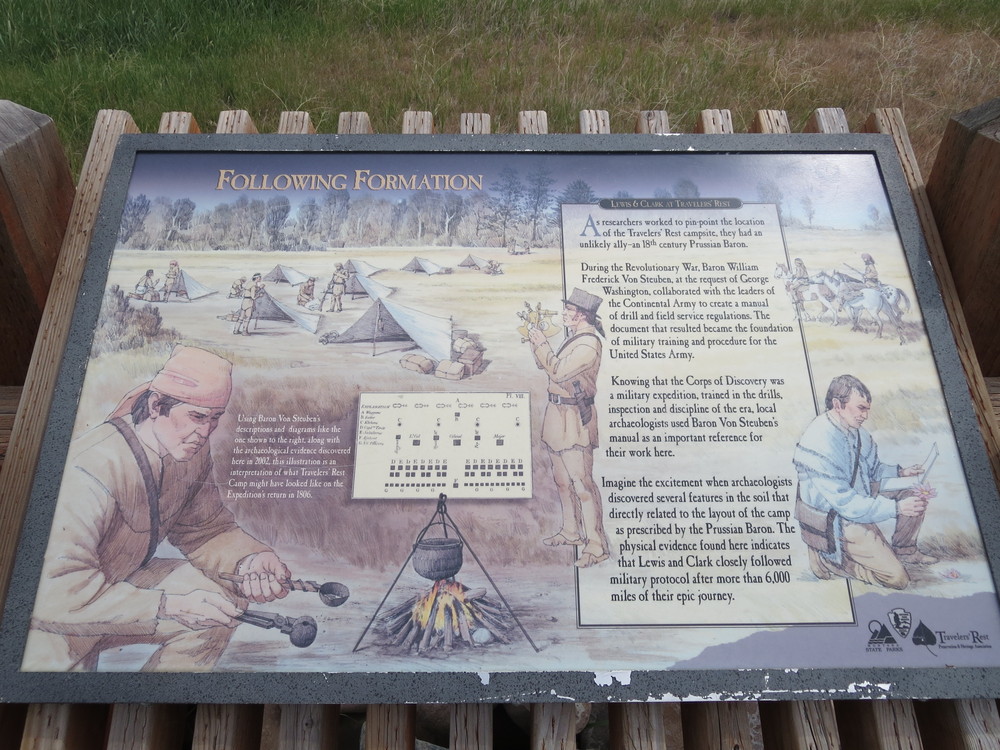 FOLLOWING FORMATION
LEWIS & CLARK AT TRAVELERS' REST
As researchers worked to pin-point the location
of the Travelers' Rest campsite, they had an
unlikely ally–an 18th century Prussian Baron.
During the Revolutionary War, Baron William
Frederick Von Steuben, at the request of George
Washington, collaborated with the leaders of
the Continental Army to create a manual
of drill and field service regulations. The
document that resulted became the foundation
of military training and procedure for the
United States Army.
Knowing that the Corps of Discovery was
a military expedition, trained in the drills,
inspection and discipline of the era, local
archaeologists used Baron Von Steuben's
manual as an important reference for
their work here.
Imagine the excitement when archaeologists
discovered several features in the soil that
directly related to the layout of the camp
as prescribed by the Prussian Baron. The
physical evidence found here indicates
that Lewis and Clark closely followed
military protocol after more than 6,000
miles of their epic journey.
Using Baron Von Steuben's
descriptions and diagrams like the
one shown to the right, along with
the archaeological evidence discovered
here in 2002, this illustration is an
interpretation of what Travelers' Rest
Camp might have looked like on the
Expedition's return in 1806.
Pl. VII.
STATE PARKS
Travelers' Rest
Preservation & Heritage Association